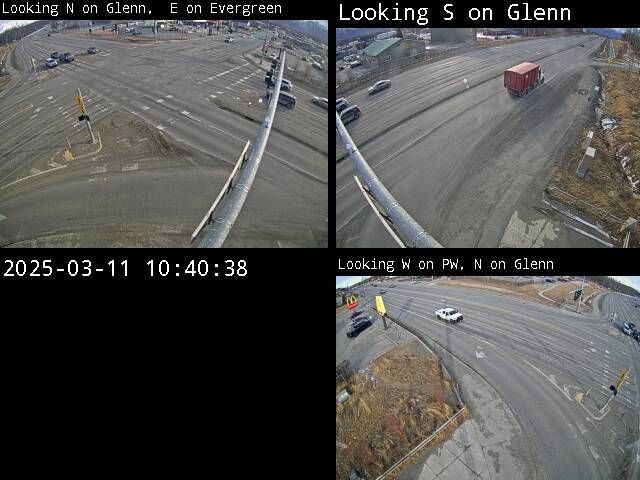 Looking N on Glenn,  E on Evergreen
Looking S on Glenn
2025-03-11 10:40:38
Looking W on PW, N on Glenn